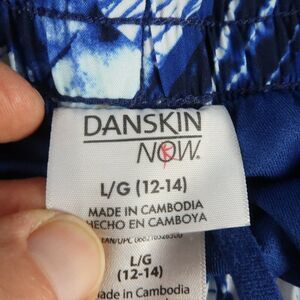 DANSKIN
NOW.
L/G (12-14)
MADE IN CAMBODIA
HECHO EN CAMBOYA
L/G
(12-14)
Made in Cambodia